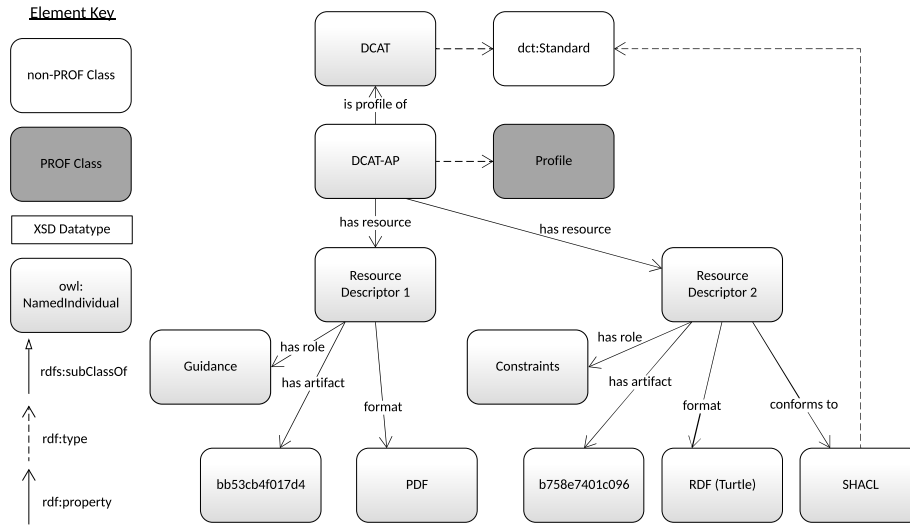 Element Key
non-PROF Class
PROF Class
XSD Datatype
owl:
NamedIndividual
rdfs:subClassOf
rdf:type
rdf:property
DCAT
dct:Standard
is profile of
DCAT-AP
Profile
has resource
has resource
Resource
Descriptor 1
Resource
Descriptor 2
has role
Guidance
has artifact
format
has role
Constraints
has artifact
format
conforms to
bb53cb4f017d4
PDF
b758e7401c096
RDF (Turtle)
SHACL